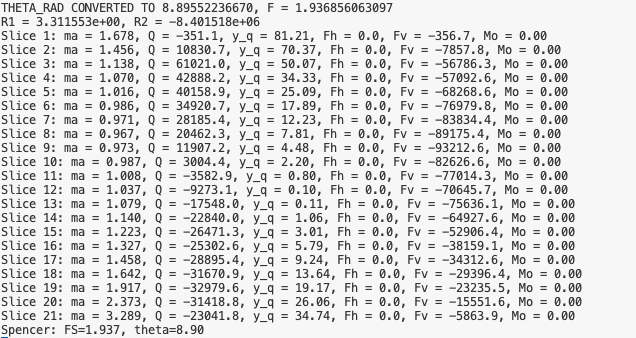 THETA_RAD CONVERTED TO 8.89552236670, F = 1.936856063097
R1 = 3.311553e+00, R2 = -8.401518e+06
Slice 1: ma = 1.678, Q = -351.1, y_q = 81.21, Fh = 0.0, Fv = -356.7, Mo = 0.00
Slice 2: ma = 1.456, Q = 10830.7, y_q = 70.37, Fh = 0.0, Fv = -7857.8, Mo = 0.00
Slice 3: ma = 1.138, Q = 61021.0, y_q = 50.07, Fh = 0.0, Fv = -56786.3, Mo = 0.00
Slice 4: ma = 1.070, Q = 42888.2, y_q = 34.33, Fh = 0.0, Fv = -57092.6, Mo = 0.00
Slice 5: ma = 1.016, Q = 40158.9, y_q = 25.09, Fh = 0.0, Fv = -68268.6, Mo = 0.00
Slice 6: ma = 0.986, Q = 34920.7, y_q = 17.89, Fh = 0.0, Fv = -76979.8, Mo = 0.00
Slice 7: ma = 0.971, Q = 28185.4, y_q = 12.23, Fh = 0.0, Fv = -83834.4, Mo = 0.00
Slice 8: ma = 0.967, Q = 20462.3, y_q = 7.81, Fh = 0.0, Fv = -89175.4, Mo = 0.00
Slice 9: ma = 0.973, Q = 11907.2, y_q = 4.48, Fh = 0.0, Fv = -93212.6, Mo = 0.00
Slice 10: ma = 0.987, Q = 3004.4, y_q = 2.20, Fh = 0.0, Fv = -82626.6, Mo = 0.00
Slice 11: ma = 1.008, Q = -3582.9, y_q = 0.80, Fh = 0.0, Fv = -77014.3, Mo = 0.00
Slice 12: ma = 1.037, Q = -9273.1, y_q = 0.10, Fh = 0.0, Fv = -70645.7, Mo = 0.00
Slice 13: ma = 1.079, Q = -17548.0, y_q = 0.11, Fh = 0.0, Fv = -75636.1, Mo = 0.00
Slice 14: ma = 1.140, Q = -22840.0, y_q = 1.06, Fh = 0.0, Fv = -64927.6, Mo = 0.00
Slice 15: ma = 1.223, Q = -26471.3, y_q = 3.01, Fh = 0.0, Fv = -52906.4, Mo = 0.00
Slice 16: ma = 1.327, Q = -25302.6, y_q = 5.79, Fh = 0.0, Fv = -38159.1, Mo = 0.00
Slice 17: ma = 1.458, Q = -28895.4, y_q = 9.24, Fh = 0.0, Fv = -34312.6, Mo = 0.00
Slice 18: ma = 1.642, Q = -31670.9, y_q = 13.64, Fh = 0.0, Fv = -29396.4, Mo = 0.00
Slice 19: ma = 1.917, Q = -32979.6, y_q = 19.17, Fh = 0.0, Fv = -23235.5, Mo = 0.00
Slice 20: ma = 2.373, Q = -31418.8, y_q = 26.06, Fh = 0.0, Fv = -15551.6, Mo = 0.00
Slice 21: ma = 3.289, Q = -23041.8, y_q = 34.74, Fh = 0.0, Fv = -5863.9, Mo = 0.00
Spencer: FS=1.937, theta=8.90